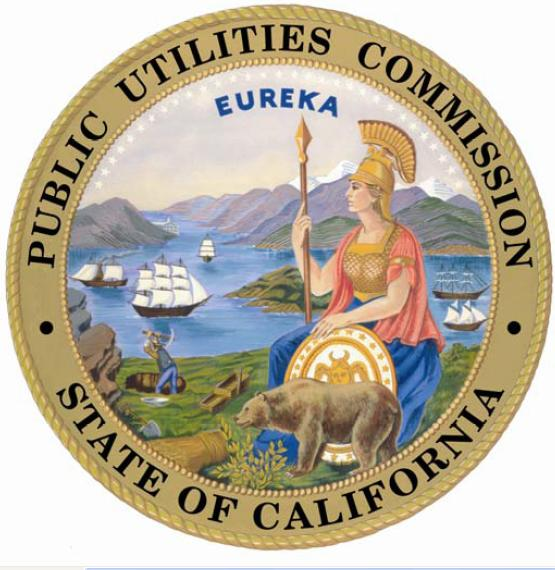 PUBLIC UTILITIES COMMISSION
EUREKA
STATE OF CALIFORNIA